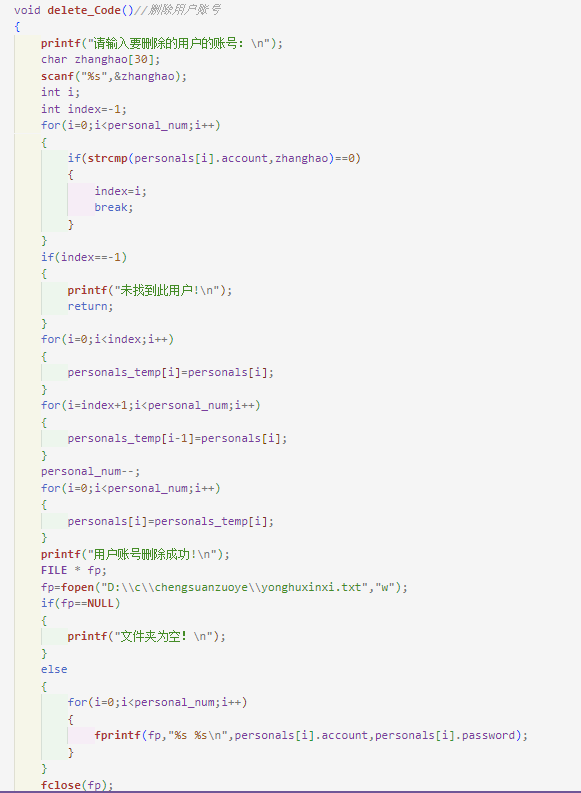 void delete_Code()//删除用户账号
{
    printf("请输入要删除的用户的账号: \n");
    char zhanghao[30];
    scanf("%s",&zhanghao);
    int i;
    int index=-1;
    for(i=0;i<personal_num;i++)
    {
        if(strcmp(personals[i].account,zhanghao)==0)
        {
            index=i;
            break;
        }
    }
    if(index==-1)
    {
        printf("未找到此用户!\n");
        return;
    }
    for(i=0;i<index;i++)
    {
        personals_temp[i]=personals[i];
    }
    for(i=index+1;i<personal_num;i++)
    {
        personals_temp[i-1]=personals[i];
    }
    personal_num--;
    for(i=0;i<personal_num;i++)
    {
        personals[i]=personals_temp[i];
    }
    printf("用户账号删除成功!\n");
    FILE * fp;
    fp=fopen("D:\\c\\chengsuanzuoye\\yonghuxinxi.txt","w");
    if(fp==NULL)
    {
        printf("文件夹为空! \n");
    }
    else
    {
        for(i=0;i<personal_num;i++)
        {
            fprintf(fp,"%s %s\n",personals[i].account,personals[i].password);
        }
    }
    fclose(fp);